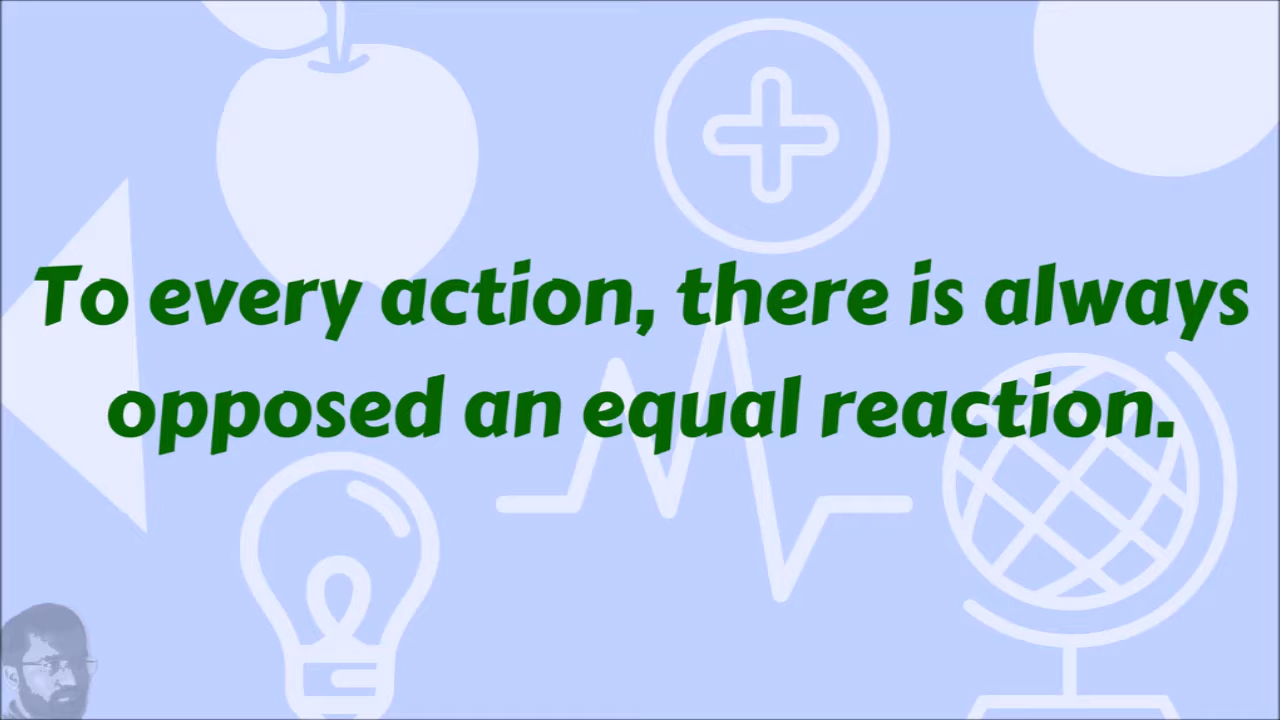 To every action, there is always
opposed an equal reaction.